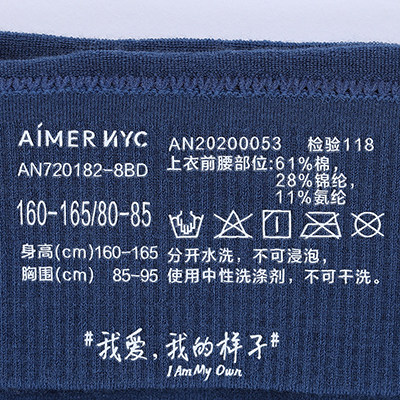 AIMER NYC
AN720182-8BD
160-165/80-85
身高(cm)160-165
胸围(cm) 85-95
AN20200053 检验118
上衣前腰部位:61%棉,
28%锦纶,
11%氨纶
分开水洗,不可浸泡,
使用中性洗涤剂,不可干洗。
#我爱,我的样子#
I Am My Own